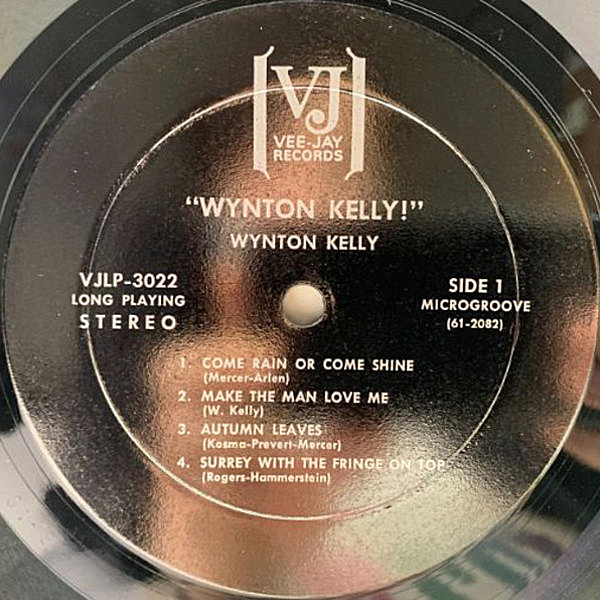 VJ
VEE-JAY
RECORDS
"WYNTON KELLY!"
WYNTON KELLY
VJLP-3022
LONG PLAYING
STEREO
SIDE 1
MICROGROOVE
(61-2082)
1. COME RAIN OR COME SHINE
(Mercer-Arlen)
2. MAKE THE MAN LOVE ME
(W. Kelly)
3. AUTUMN LEAVES
(Kosma-Prevert-Mercer)
4. SURREY WITH THE FRINGE ON TOP
(Rogers-Hammerstein)